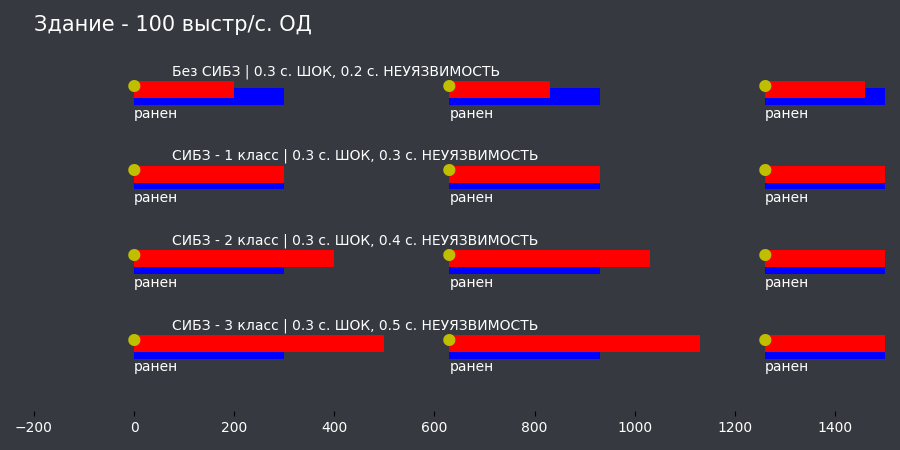 Здание - 100 выстр/с. ОД
Без СИБЗ | 0.3 с. ШОК, 0.2 с. НЕУЯЗВИМОСТЬ
ранен ранен ранен
СИБЗ - 1 класс | 0.3 с. ШОК, 0.3 с. НЕУЯЗВИМОСТЬ
ранен ранен ранен
СИБЗ - 2 класс | 0.3 с. ШОК, 0.4 с. НЕУЯЗВИМОСТЬ
ранен ранен ранен
СИБЗ - 3 класс | 0.3 с. ШОК, 0.5 с. НЕУЯЗВИМОСТЬ
ранен ранен ранен
−200 0 200 400 600 800 1000 1200 1400